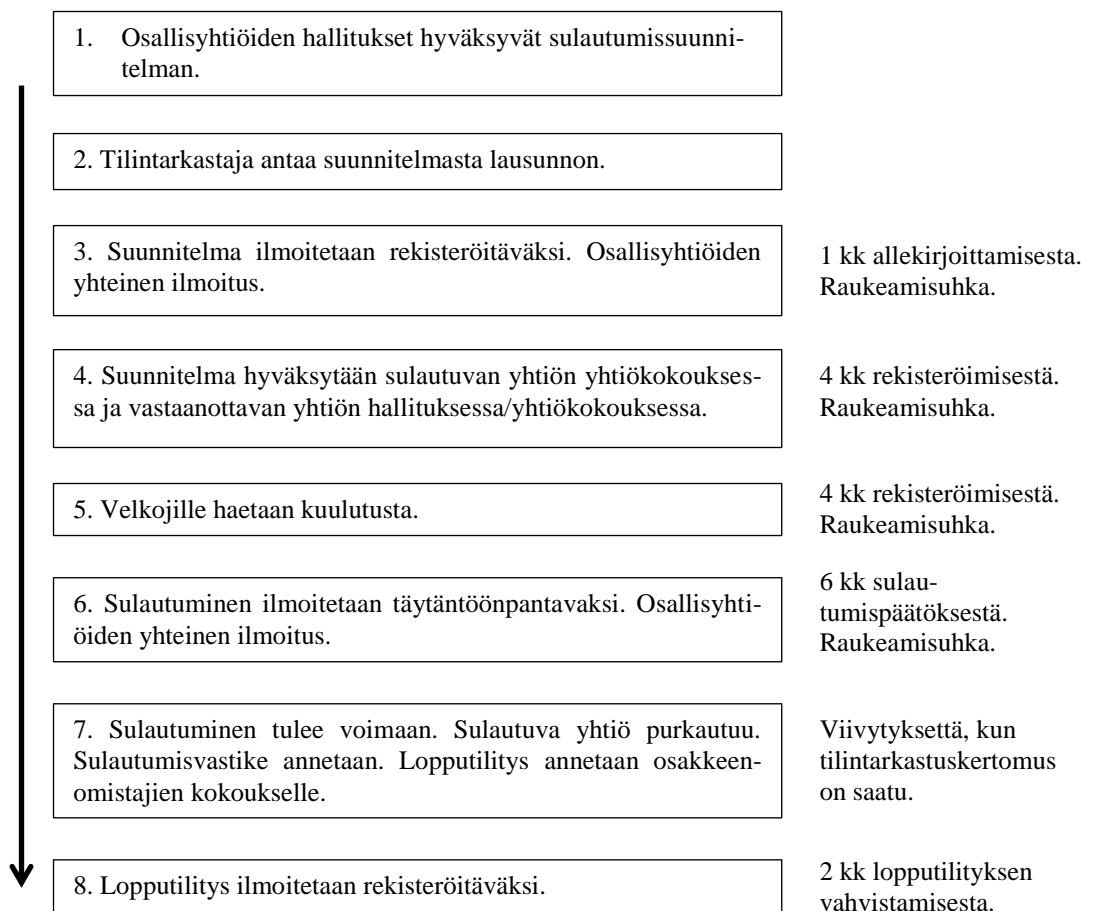 1. Osallisyhtiöiden hallitukset hyväksyvät sulautumissuunni-
telman.
2. Tilintarkastaja antaa suunnitelmasta lausunnon.
3. Suunnitelma ilmoitetaan rekisteröitäväksi. Osallisyhtiöiden
yhteinen ilmoitus.
1 kk allekirjoittamisesta.
Raukeamisuhka.
4. Suunnitelma hyväksytään sulautuvan yhtiön yhtiökokoukses-
sa ja vastaanottavan yhtiön hallituksessa/yhtiökokouksessa.
4 kk rekisteröimisestä.
Raukeamisuhka.
5. Velkojille haetaan kuulutusta.
4 kk rekisteröimisestä.
Raukeamisuhka.
6. Sulautuminen ilmoitetaan täytäntöönpantavaksi. Osallisyhti-
öiden yhteinen ilmoitus.
6 kk sulau-
tumispäätöksestä.
Raukeamisuhka.
7. Sulautuminen tulee voimaan. Sulautuva yhtiö purkautuu.
Sulautumisvastike annetaan. Lopputilitys annetaan osakkeen-
omistajien kokoukselle.
Viivytyksettä, kun
tilintarkastuskertomus
on saatu.
8. Lopputilitys ilmoitetaan rekisteröitäväksi.
2 kk lopputilityksen
vahvistamisesta.